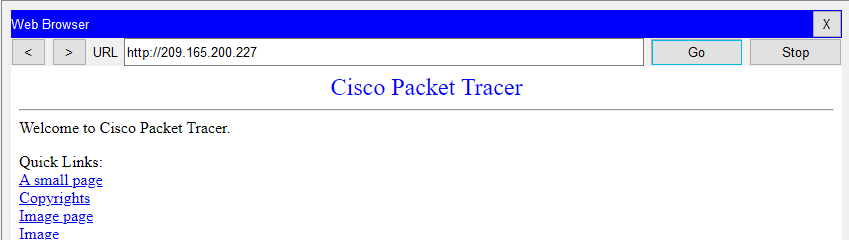 Web Browser X
< > URL http://209.165.200.227 Go Stop
Cisco Packet Tracer
Welcome to Cisco Packet Tracer.
Quick Links:
A small page
Copyrights
Image page
Image